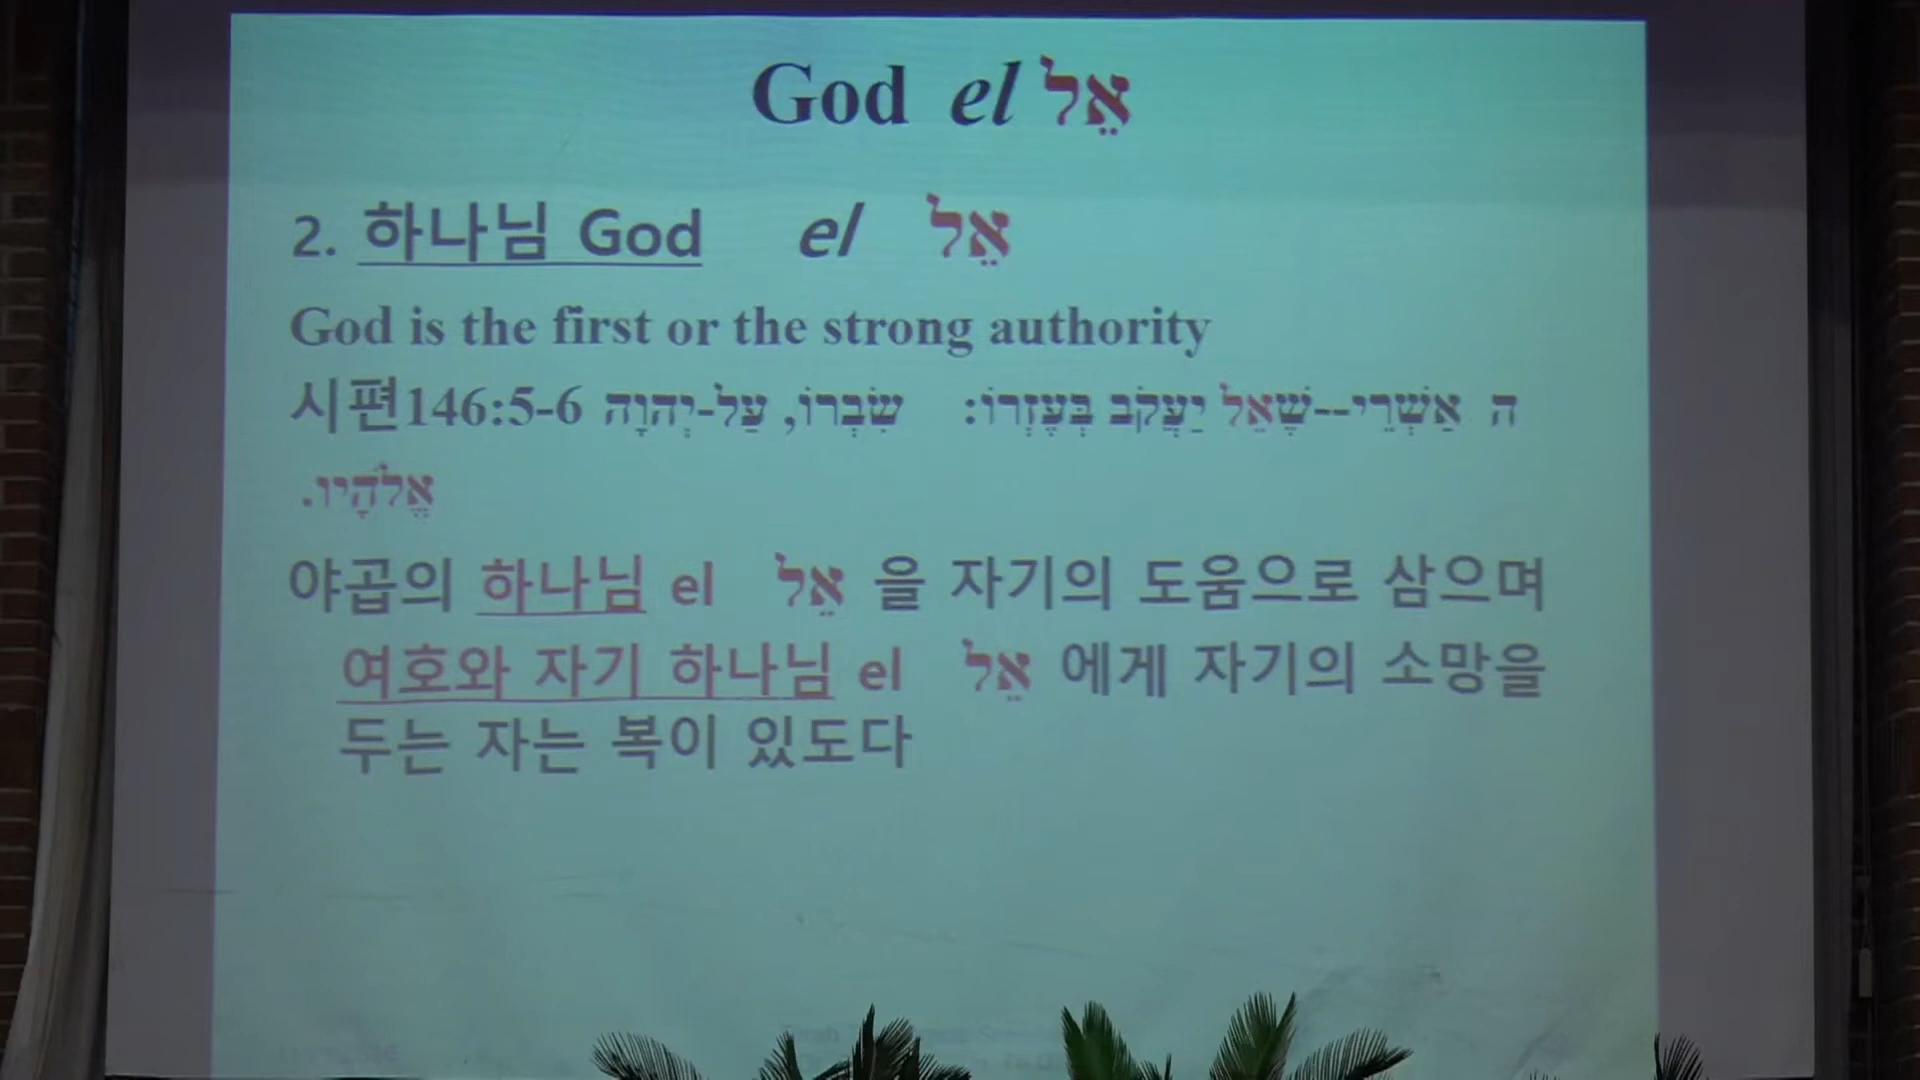 God el אֵל
2. 하나님 God el אֵל
God is the first or the strong authority
시편146:5-6 ה אַשְׁרֵי--שֶׁאֵל יַעֲקֹב בְּעֶזְרוֹ: שִׂבְרוֹ, עַל-יְהוָה
אֱלֹהָיו.
야곱의 하나님 el אֵל 을 자기의 도움으로 삼으며
여호와 자기 하나님 el אֵל 에게 자기의 소망을
두는 자는 복이 있도다